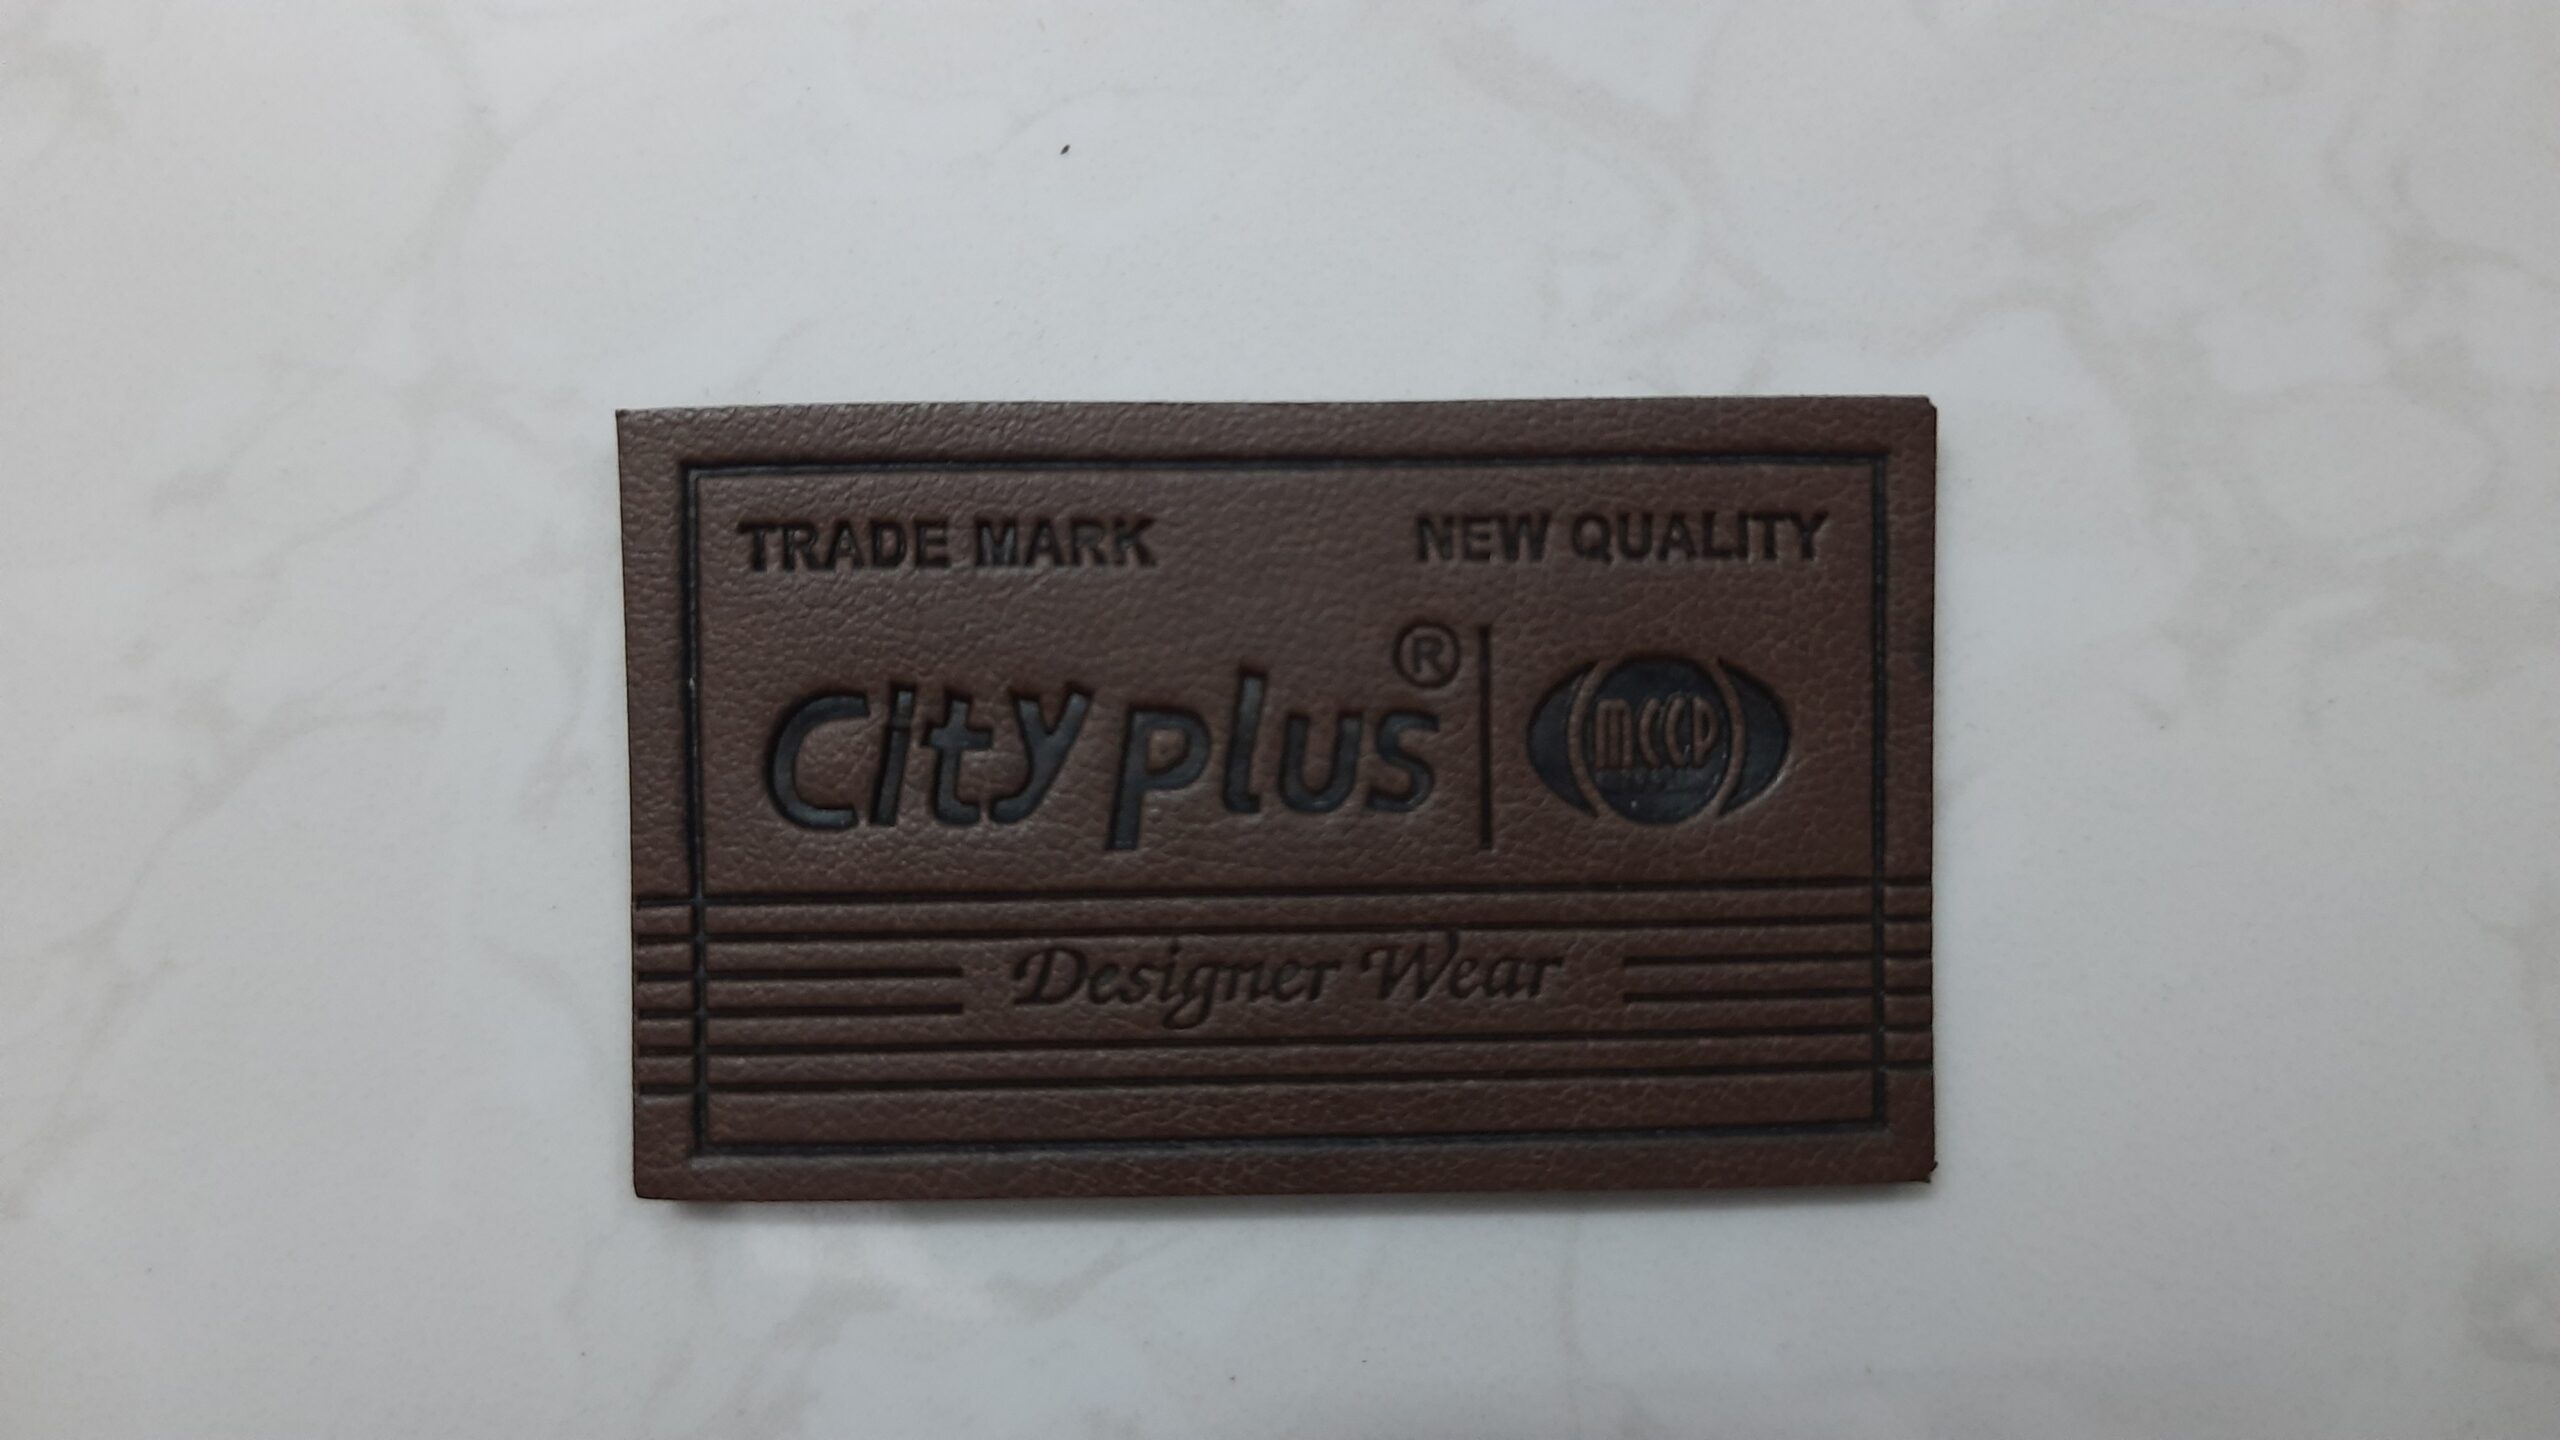 TRADE MARK NEW QUALITY
City plus® MCCP
Designer Wear